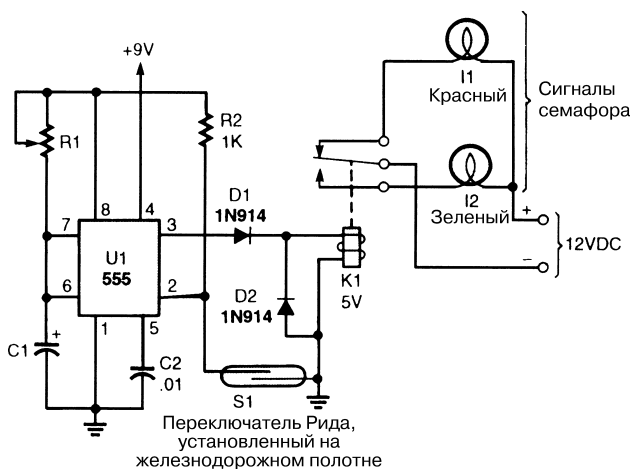 +9V
I1
Красный
Сигналы
семафора
R1
R2
1K
I2
Зеленый
+
12VDC
−
D1
1N914
8
4
7
3
U1
555
6
2
1
5
D2
1N914
K1
5V
C1
+
C2
.01
S1
Переключатель Рида,
установленный на
железнодорожном полотне